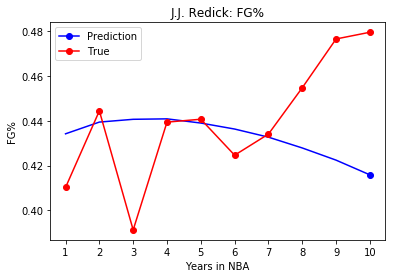 J.J. Redick: FG%
Prediction
True
0.48
0.46
0.44
0.42
0.40
FG%
1 2 3 4 5 6 7 8 9 10
Years in NBA